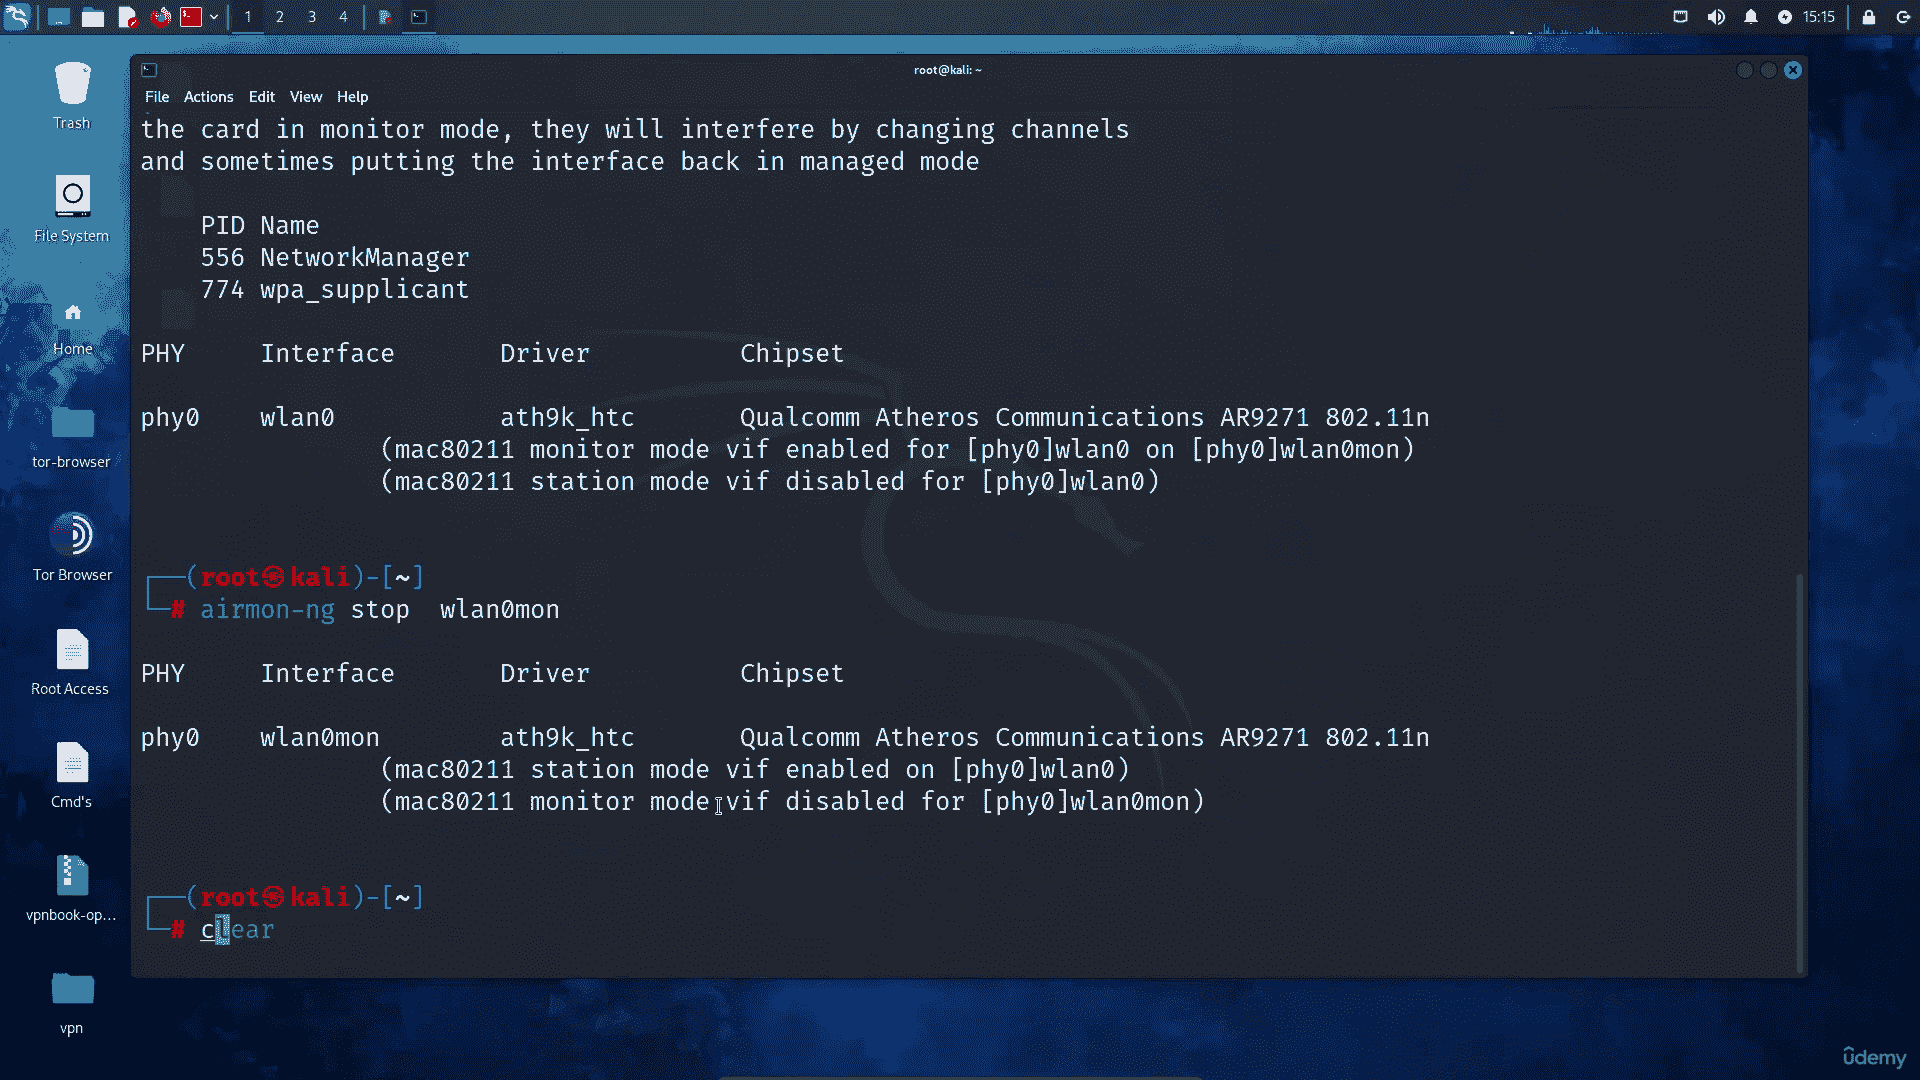 1 2 3 4
15:15
root@kali: ~
File Actions Edit View Help
the card in monitor mode, they will interfere by changing channels
and sometimes putting the interface back in managed mode
PID Name
556 NetworkManager
774 wpa_supplicant
PHY Interface Driver Chipset
phy0 wlan0 ath9k_htc Qualcomm Atheros Communications AR9271 802.11n
(mac80211 monitor mode vif enabled for [phy0]wlan0 on [phy0]wlan0mon)
(mac80211 station mode vif disabled for [phy0]wlan0)
┌──(root㉿kali)-[~]
└─# airmon-ng stop  wlan0mon
PHY Interface Driver Chipset
phy0 wlan0mon ath9k_htc Qualcomm Atheros Communications AR9271 802.11n
(mac80211 station mode vif enabled on [phy0]wlan0)
(mac80211 monitor mode vif disabled for [phy0]wlan0mon)
┌──(root㉿kali)-[~]
└─# clear
Trash
File System
Home
tor-browser
Tor Browser
Root Access
Cmd's
vpnbook-op...
vpn
ûdemy